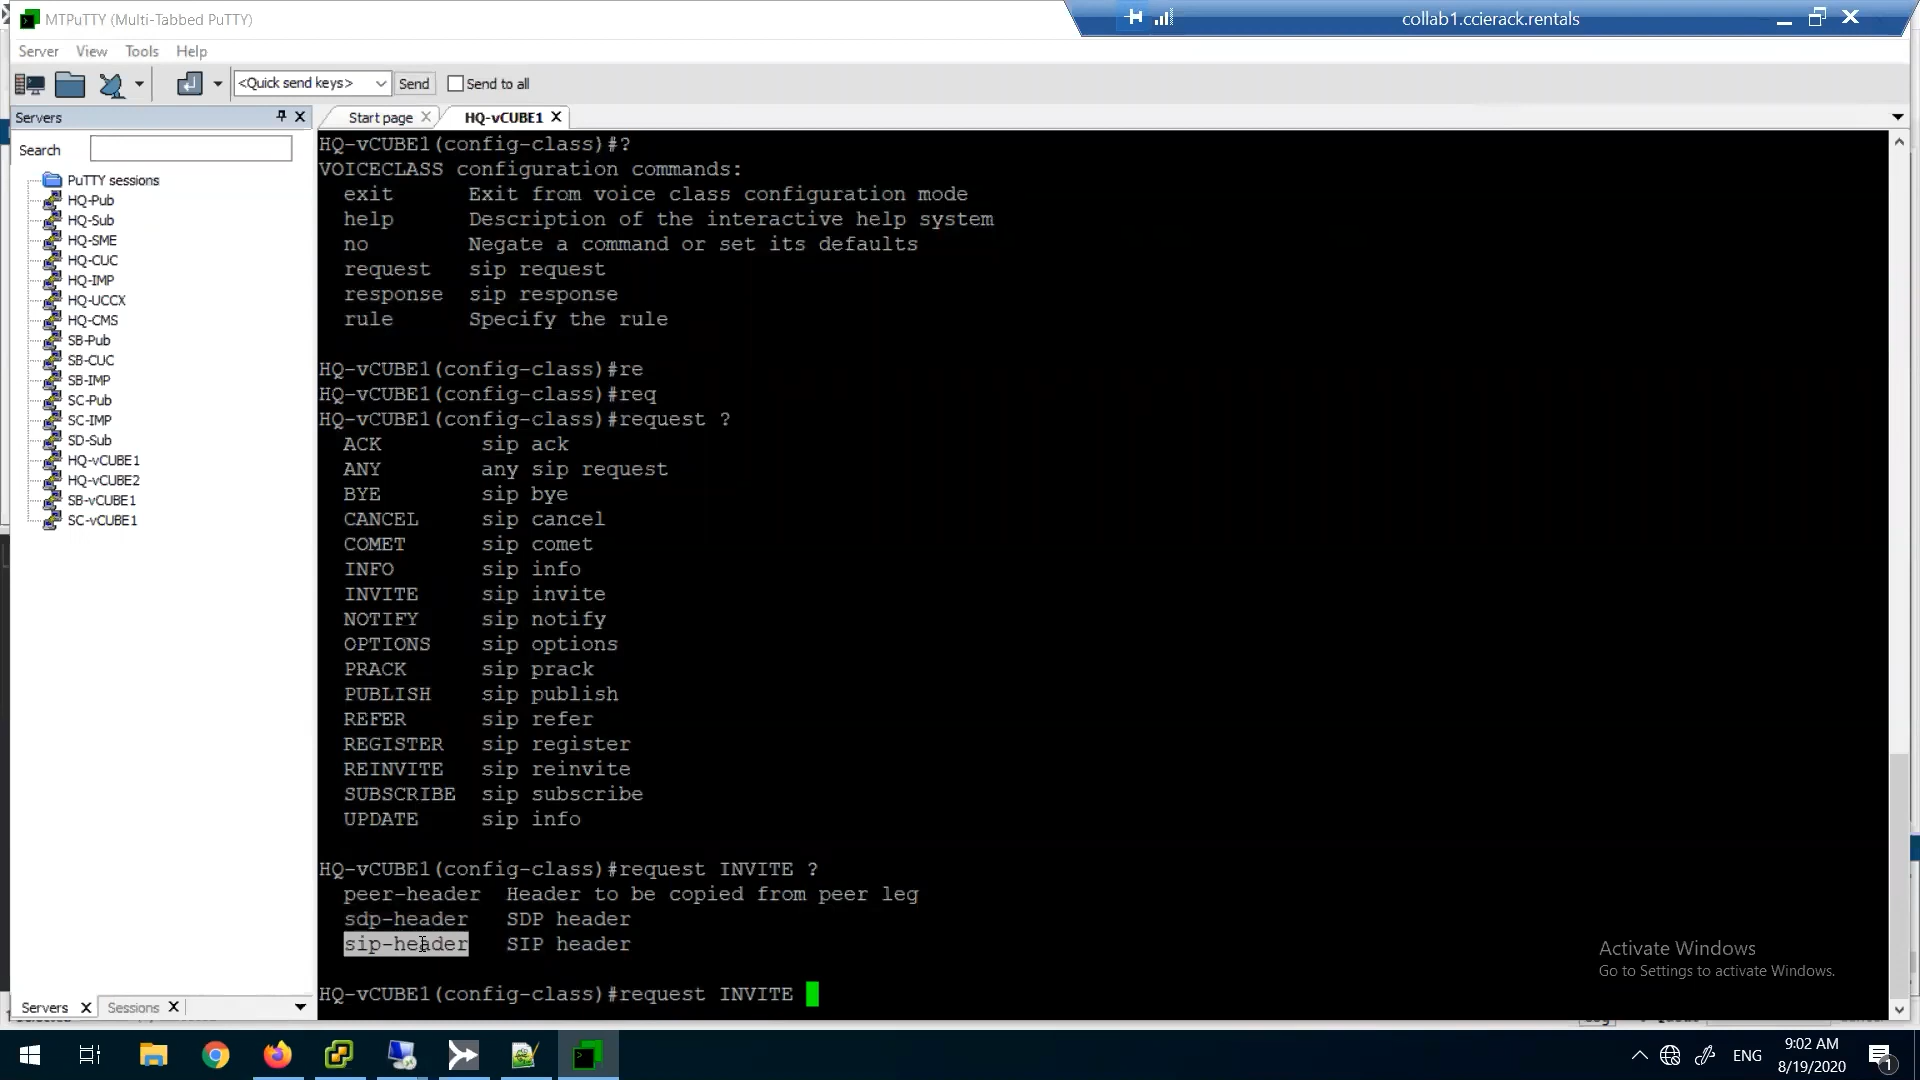 MTPuTTY (Multi-Tabbed PuTTY)
collab1.ccierack.rentals
Server View Tools Help
<Quick send keys> Send Send to all
Servers
Start page
HQ-vCUBE1
Search
PuTTY sessions
HQ-Pub
HQ-Sub
HQ-SME
HQ-CUC
HQ-IMP
HQ-UCCX
HQ-CMS
SB-Pub
SB-CUC
SB-IMP
SC-Pub
SC-IMP
SD-Sub
HQ-vCUBE1
HQ-vCUBE2
SB-vCUBE1
SC-vCUBE1
Servers Sessions
HQ-vCUBE1(config-class)#?
VOICECLASS configuration commands:
exit Exit from voice class configuration mode
help Description of the interactive help system
no Negate a command or set its defaults
request sip request
response sip response
rule Specify the rule
HQ-vCUBE1(config-class)#re
HQ-vCUBE1(config-class)#req
HQ-vCUBE1(config-class)#request ?
ACK sip ack
ANY any sip request
BYE sip bye
CANCEL sip cancel
COMET sip comet
INFO sip info
INVITE sip invite
NOTIFY sip notify
OPTIONS sip options
PRACK sip prack
PUBLISH sip publish
REFER sip refer
REGISTER sip register
REINVITE sip reinvite
SUBSCRIBE sip subscribe
UPDATE sip info
HQ-vCUBE1(config-class)#request INVITE ?
peer-header Header to be copied from peer leg
sdp-header SDP header
sip-header SIP header
HQ-vCUBE1(config-class)#request INVITE
Activate Windows
Go to Settings to activate Windows.
ENG
9:02 AM
8/19/2020
1